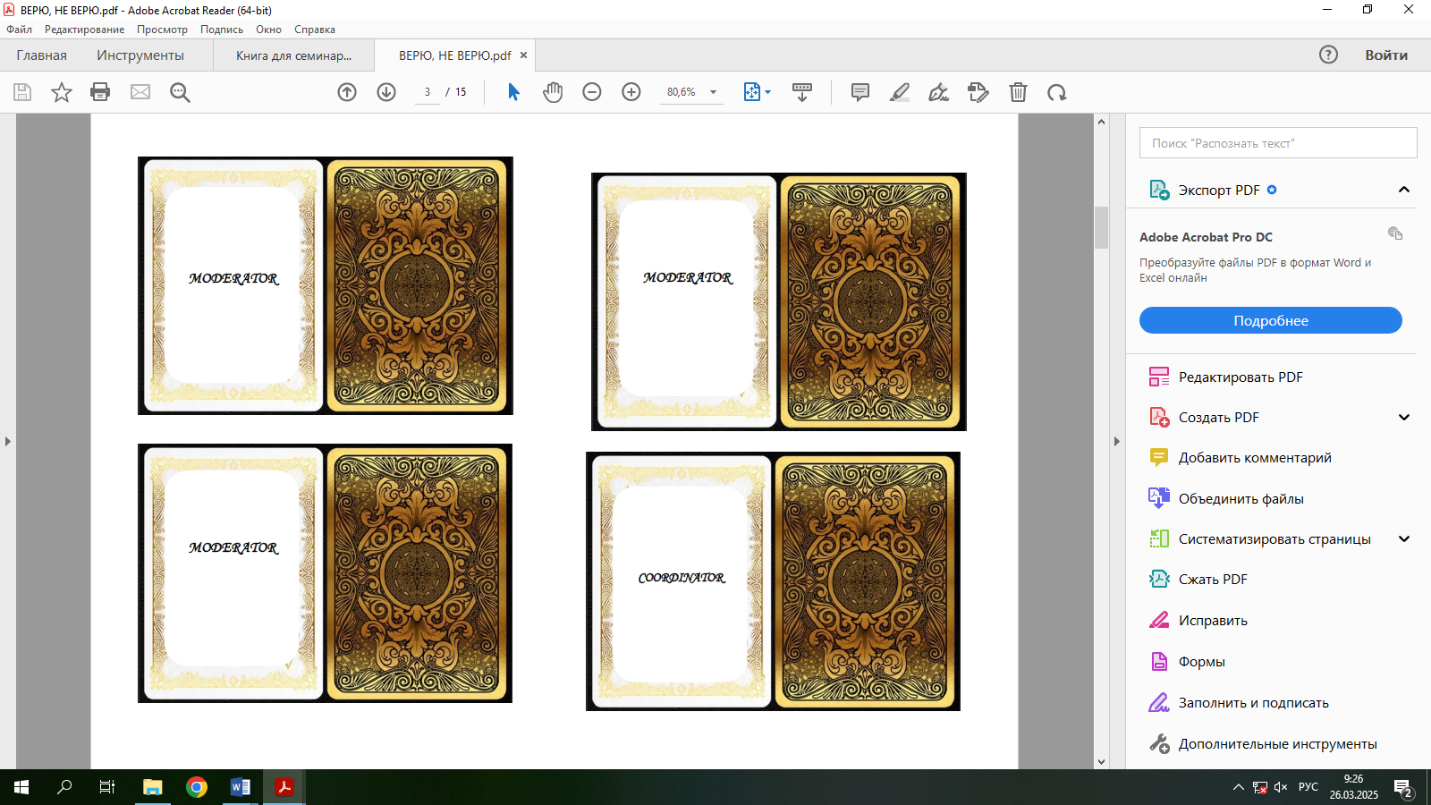 ВЕРЮ, НЕ ВЕРЮ.pdf - Adobe Acrobat Reader (64-bit)
Файл Редактирование Просмотр Подпись Окно Справка
Главная Инструменты Книга для семинар... ВЕРЮ, НЕ ВЕРЮ.pdf × Войти
3 / 15 80,6%
MODERATOR
MODERATOR
MODERATOR
COORDINATOR
Поиск "Распознать текст"
Экспорт PDF
Adobe Acrobat Pro DC
Преобразуйте файлы PDF в формат Word и
Excel онлайн
Подробнее
Редактировать PDF
Создать PDF
Добавить комментарий
Объединить файлы
Систематизировать страницы
Сжать PDF
Исправить
Формы
Заполнить и подписать
Дополнительные инструменты
РУС
9:26
26.03.2025
2